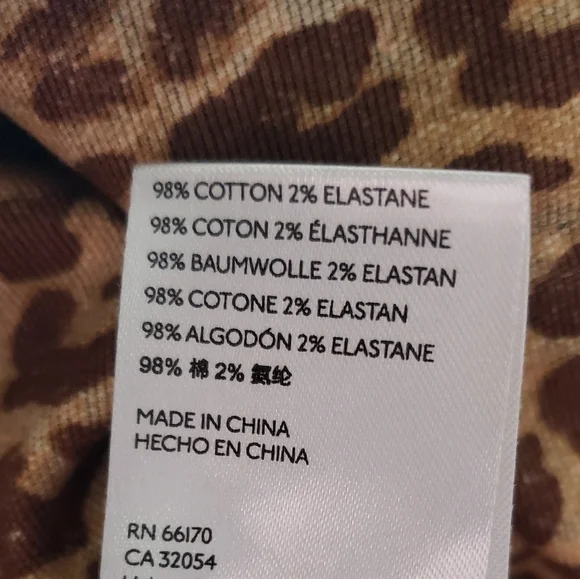 98% COTTON 2% ELASTANE
98% COTON 2% ÉLASTHANNE
98% BAUMWOLLE 2% ELASTAN
98% COTONE 2% ELASTAN
98% ALGODÓN 2% ELASTANE
98% 棉 2% 氨纶
MADE IN CHINA
HECHO EN CHINA
RN 66170
CA 32054